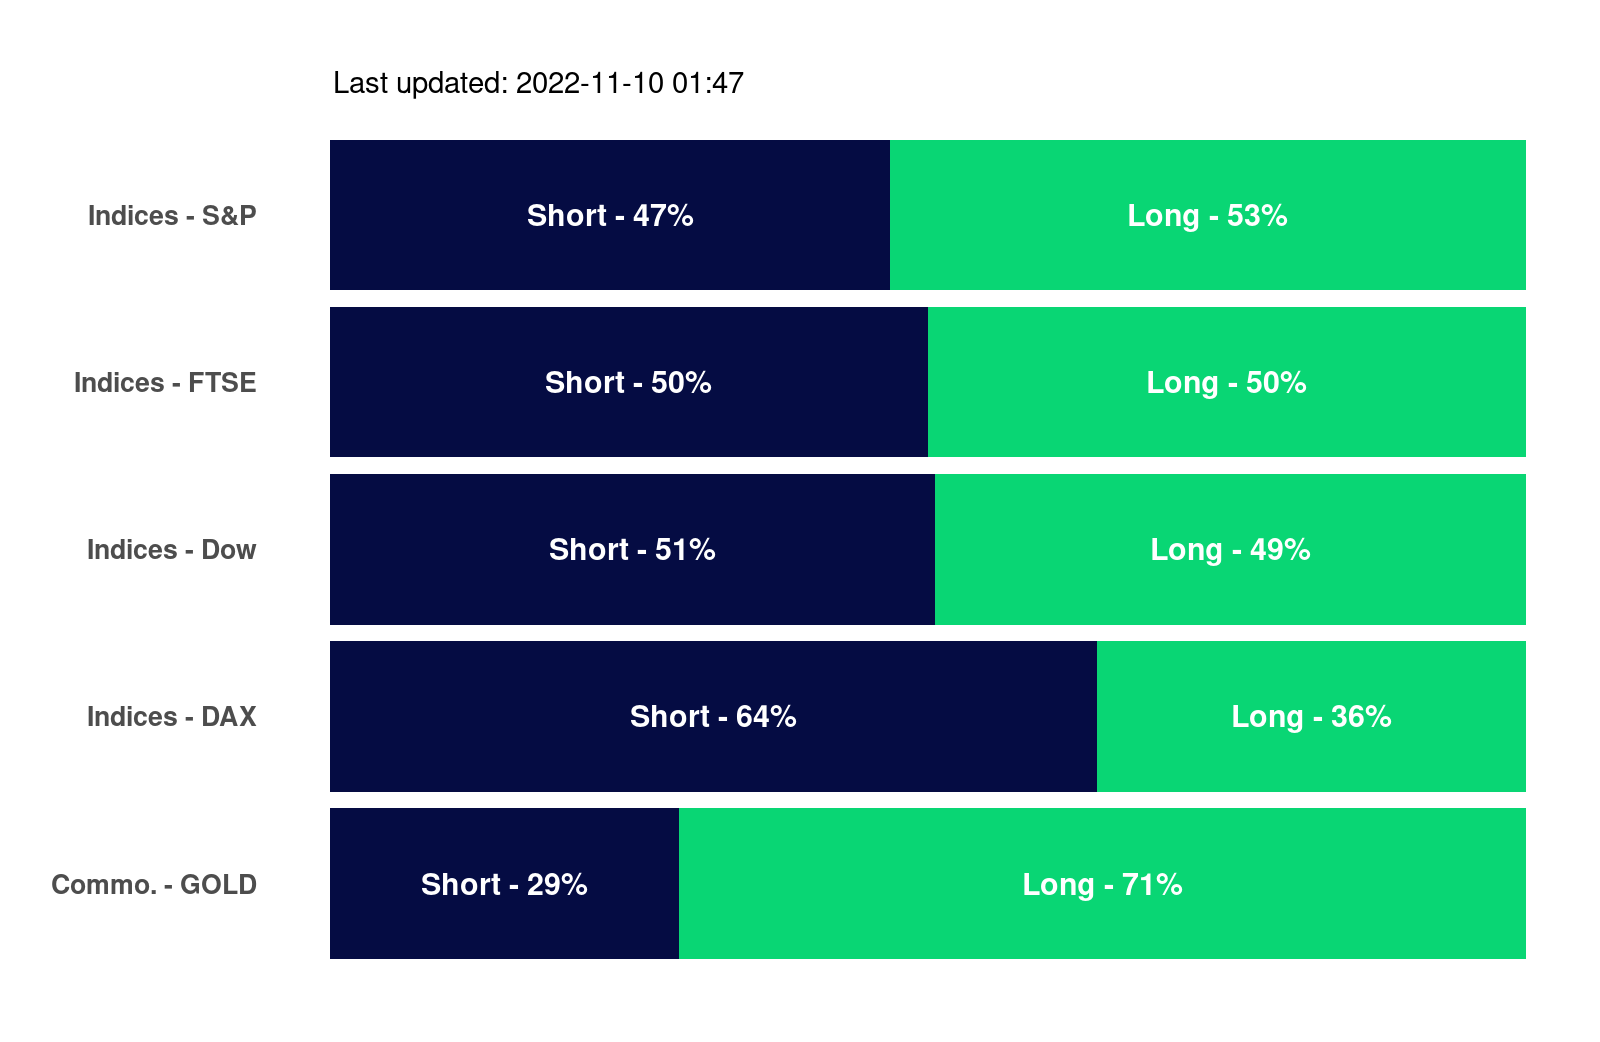 Last updated: 2022-11-10 01:47
Indices - S&P Short - 47% Long - 53%
Indices - FTSE Short - 50% Long - 50%
Indices - Dow Short - 51% Long - 49%
Indices - DAX Short - 64% Long - 36%
Commo. - GOLD Short - 29% Long - 71%